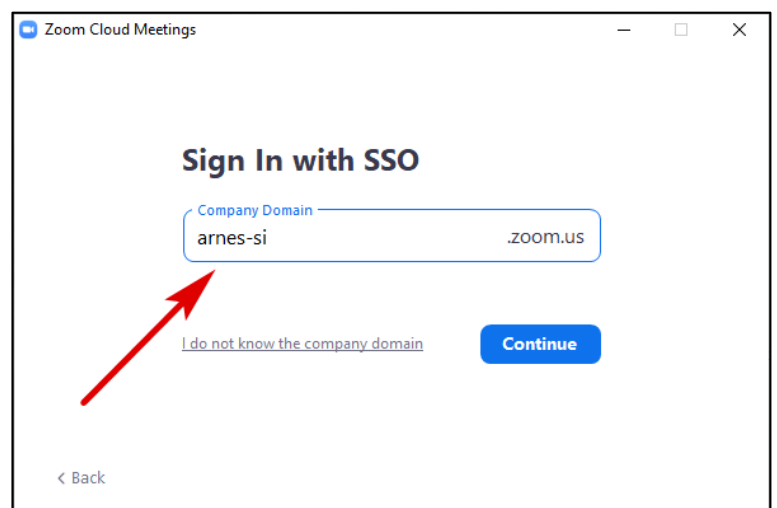 Zoom Cloud Meetings
Sign In with SSO
Company Domain
arnes-si .zoom.us
I do not know the company domain Continue
< Back